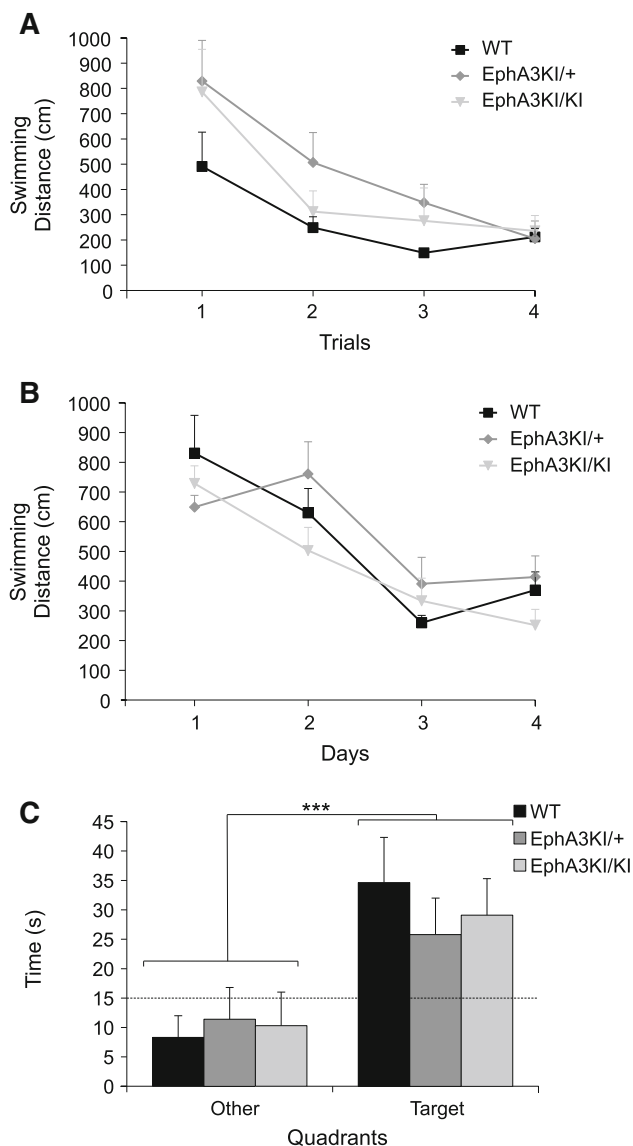 A
1000
900
800
700
600
500
400
300
200
100
0
Swimming
Distance (cm)
WT
EphA3KI/+
EphA3KI/KI
1 2 3 4
Trials
B
1000
900
800
700
600
500
400
300
200
100
0
Swimming
Distance (cm)
WT
EphA3KI/+
EphA3KI/KI
1 2 3 4
Days
C
45
40
35
30
25
20
15
10
5
0
Time (s)
***
WT
EphA3KI/+
EphA3KI/KI
Other Target
Quadrants